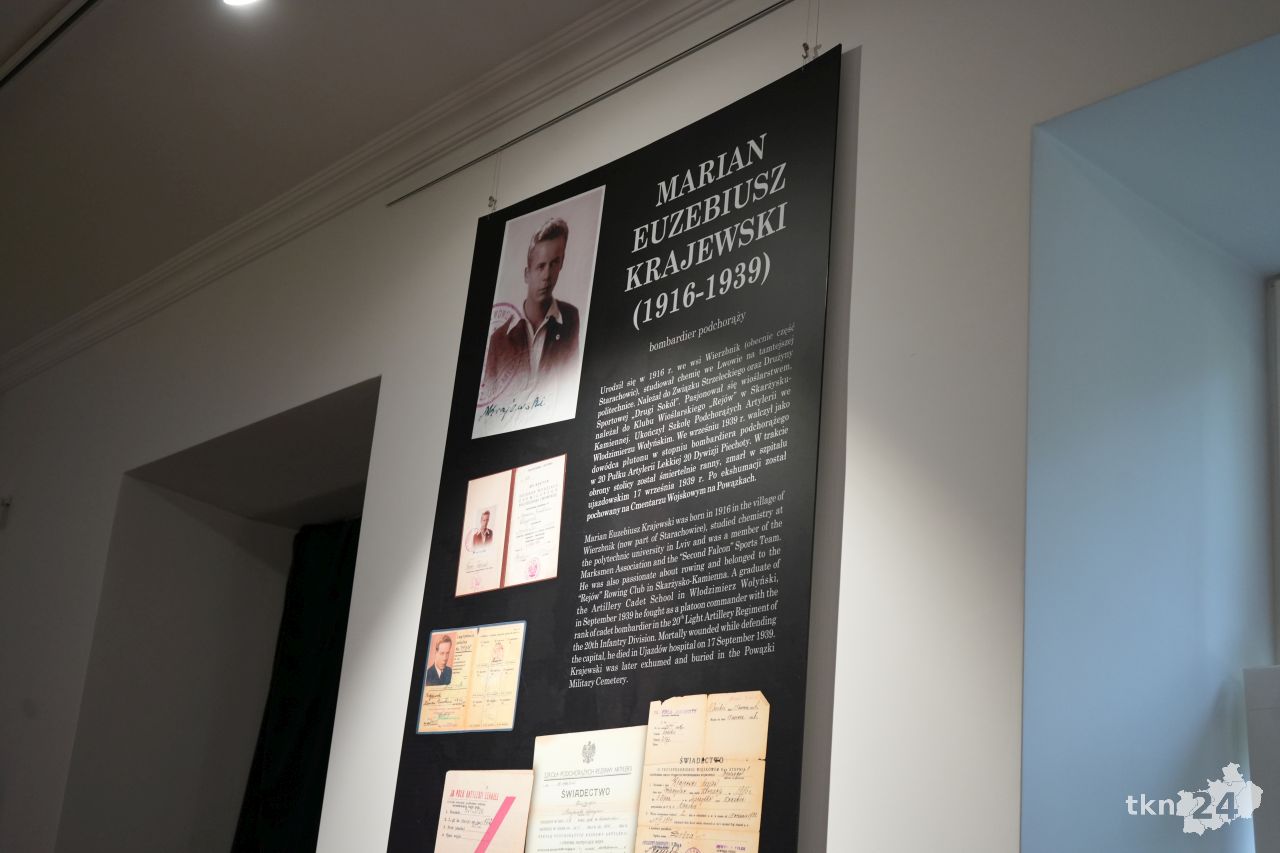 MARIAN
EUZEBIUSZ
KRAJEWSKI
(1916-1939)
bombardier podchorąży
Urodził się w 1916 r. we wsi Wierzbnik (obecnie część
Starachowic), studiował chemię we Lwowie na tamtejszej
politechnice. Należał do Związku Strzeleckiego oraz Drużyny
Sportowej „Drugi Sokół”. Pasjonował się wioślarstwem,
należał do Klubu Wioślarskiego „Rejów” w Skarżysku-
Kamiennej. Ukończył Szkołę Podchorążych Artylerii we
Włodzimierzu Wołyńskim. We wrześniu 1939 r. walczył jako
dowódca plutonu w stopniu bombardiera podchorążego
w 20 Pułku Artylerii Lekkiej 20 Dywizji Piechoty. W trakcie
obrony stolicy został śmiertelnie ranny, zmarł w szpitalu
ujazdowskim 17 września 1939 r. Po ekshumacji został
pochowany na Cmentarzu Wojskowym na Powązkach.
Marian Euzebiusz Krajewski was born in 1916 in the village of
Wierzbnik (now part of Starachowice), studied chemistry at
the polytechnic university in Lviv and was a member of the
Marksmen Association and the “Second Falcon” Sports Team.
He was also passionate about rowing and belonged to the
“Rejów” Rowing Club in Skarżysko-Kamienna. A graduate of
the Artillery Cadet School in Włodzimierz Wołyński,
in September 1939 he fought as a platoon commander with the
rank of cadet bombardier in the 20th Light Artillery Regiment of
the 20th Infantry Division. Mortally wounded while defending
the capital, he died in Ujazdów hospital on 17 September 1939.
Krajewski was later exhumed and buried in the Powązki
Military Cemetery.
SZKOŁA PODCHORĄŻYCH REZERWY ARTYLERII
ŚWIADECTWO
ŚWIADECTWO
tkn24